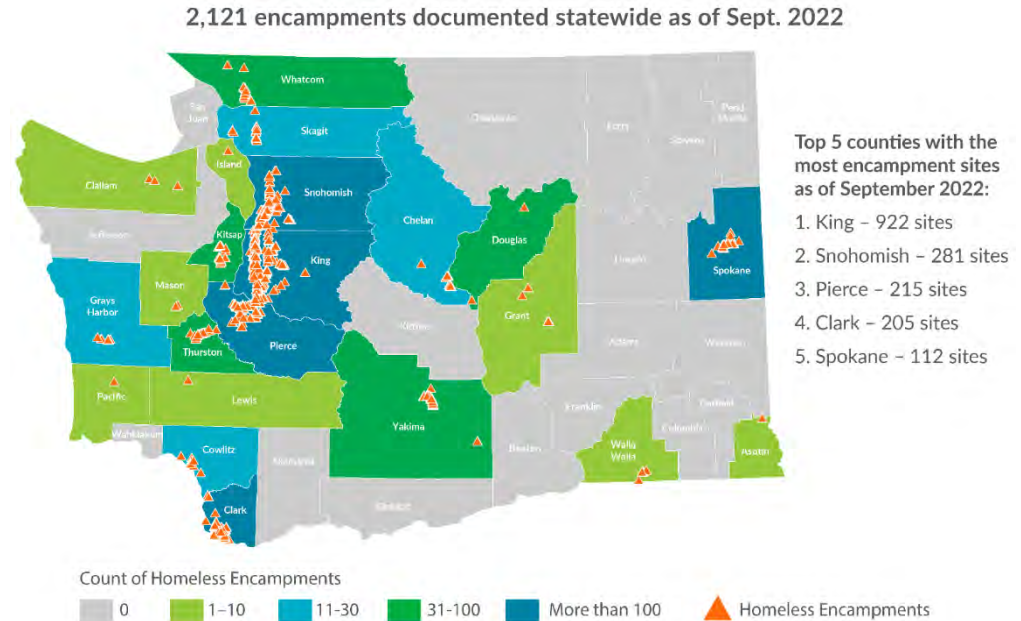 2,121 encampments documented statewide as of Sept. 2022
Whatcom
San
Juan
Skagit
Okanogan
Ferry
Stevens
Pend
Oreille
Island
Clallam
Snohomish
Chelan
Jefferson
Kitsap
Douglas
King
Spokane
Lincoln
Mason
Grays
Harbor
Grant
Kittitas
Pierce
Thurston
Adams
Whitman
Pacific
Lewis
Yakima
Franklin
Garfield
Wahkiakum
Cowlitz
Columbia
Walla
Walla
Benton
Asotin
Skamania
Klickitat
Clark
Top 5 counties with the
most encampment sites
as of September 2022:
1. King – 922 sites
2. Snohomish – 281 sites
3. Pierce – 215 sites
4. Clark – 205 sites
5. Spokane – 112 sites
Count of Homeless Encampments
0
1–10
11-30
31-100
More than 100
Homeless Encampments